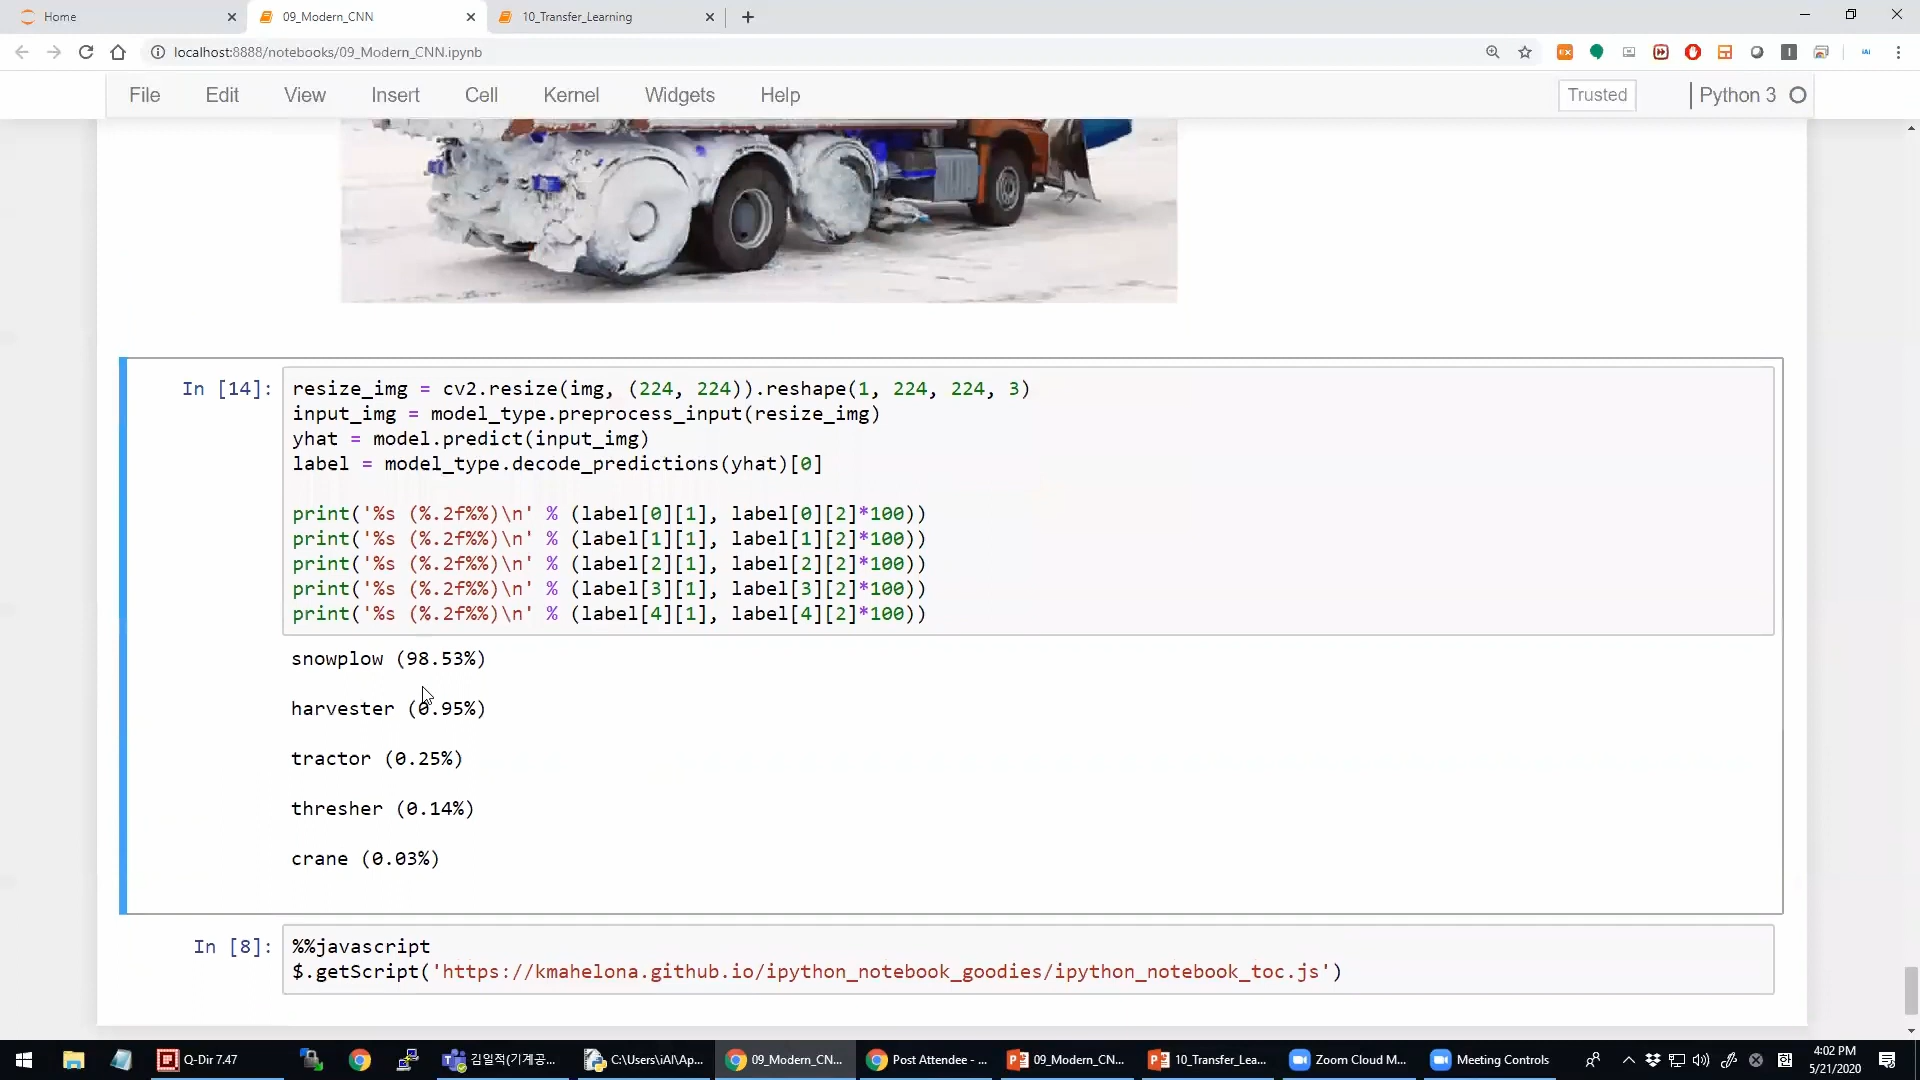 Home
09_Modern_CNN
10_Transfer_Learning
localhost:8888/notebooks/09_Modern_CNN.ipynb
File Edit View Insert Cell Kernel Widgets Help
Trusted
Python 3
In [14]:
resize_img = cv2.resize(img, (224, 224)).reshape(1, 224, 224, 3)
input_img = model_type.preprocess_input(resize_img)
yhat = model.predict(input_img)
label = model_type.decode_predictions(yhat)[0]
print('%s (%.2f%%)\n' % (label[0][1], label[0][2]*100))
print('%s (%.2f%%)\n' % (label[1][1], label[1][2]*100))
print('%s (%.2f%%)\n' % (label[2][1], label[2][2]*100))
print('%s (%.2f%%)\n' % (label[3][1], label[3][2]*100))
print('%s (%.2f%%)\n' % (label[4][1], label[4][2]*100))
snowplow (98.53%)
harvester (0.95%)
tractor (0.25%)
thresher (0.14%)
crane (0.03%)
In [8]:
%%javascript
$.getScript('https://kmahelona.github.io/ipython_notebook_goodies/ipython_notebook_toc.js')
Q-Dir 7.47
김일적(기계공...
C:\Users\iAI\Ap...
09_Modern_CN...
Post Attendee - ...
09_Modern_CN...
10_Transfer_Lea...
Zoom Cloud M...
Meeting Controls
4:02 PM
5/21/2020